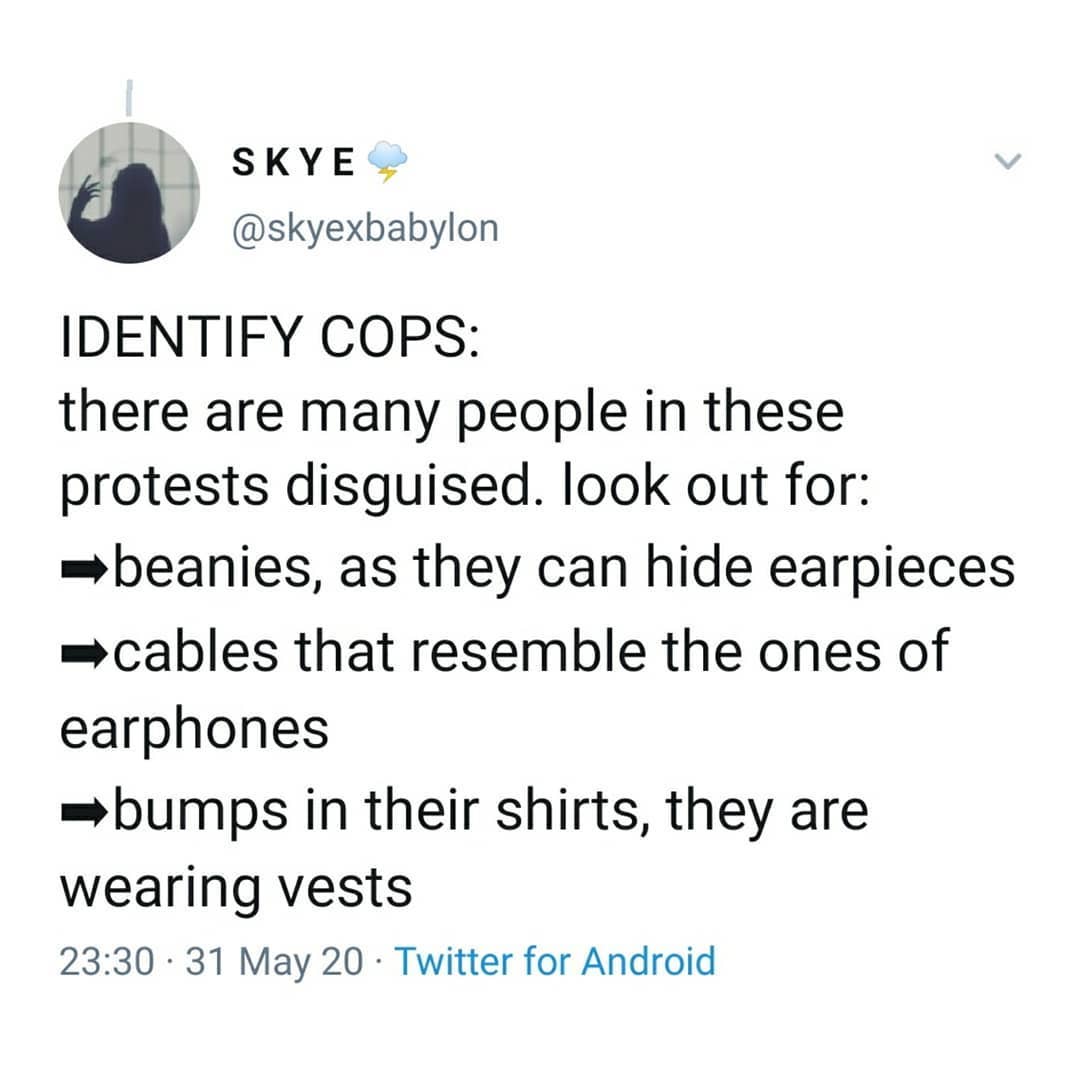 SKYE🌩️
@skyexbabylon
IDENTIFY COPS:
there are many people in these
protests disguised. look out for:
➡beanies, as they can hide earpieces
➡cables that resemble the ones of
earphones
➡bumps in their shirts, they are
wearing vests
23:30 · 31 May 20 · Twitter for Android